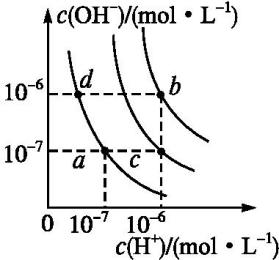 c(OH⁻)/(mol • L⁻¹)
10⁻⁶
d
b
10⁻⁷
a
c
0
10⁻⁷
10⁻⁶
c(H⁺)/(mol • L⁻¹)